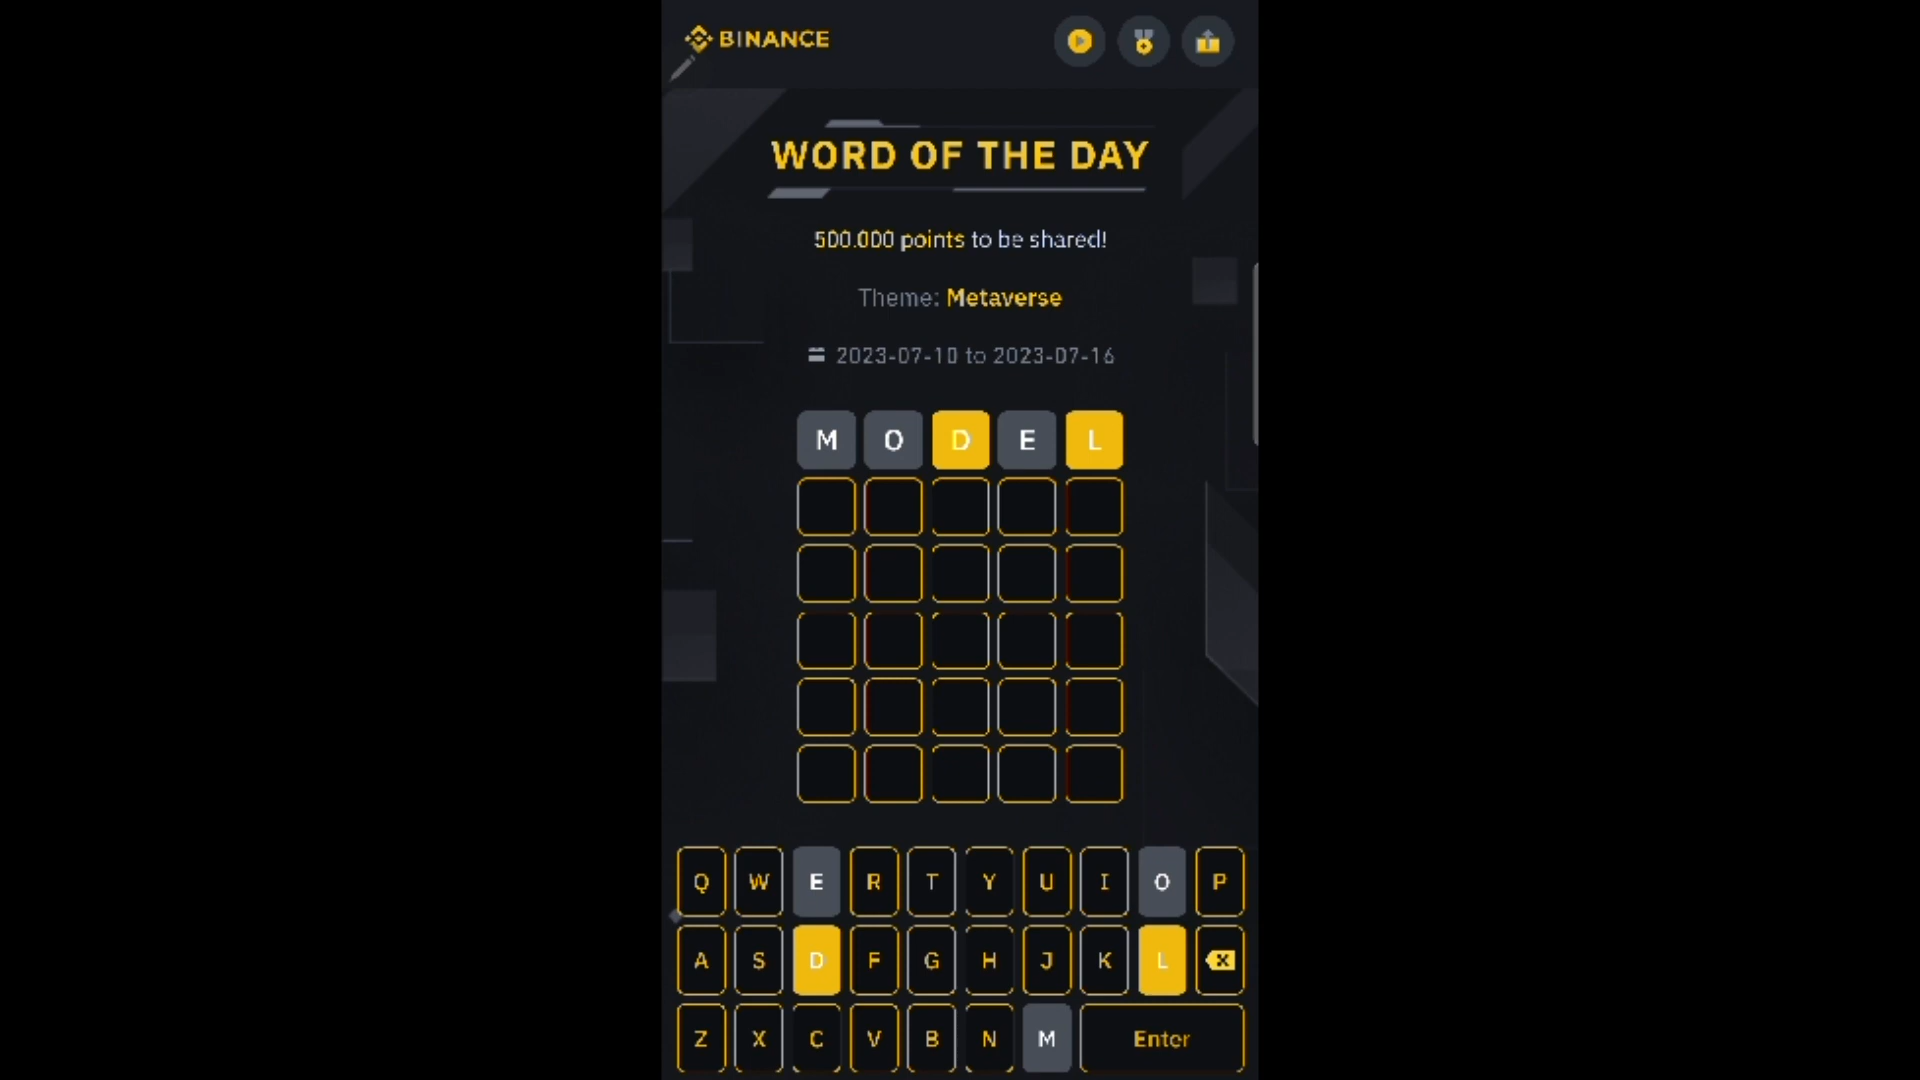 BINANCE
WORD OF THE DAY
500.000 points to be shared!
Theme: Metaverse
2023-07-10 to 2023-07-16
M O D E L
Q W E R T Y U I O P
A S D F G H J K L
Z X C V B N M Enter